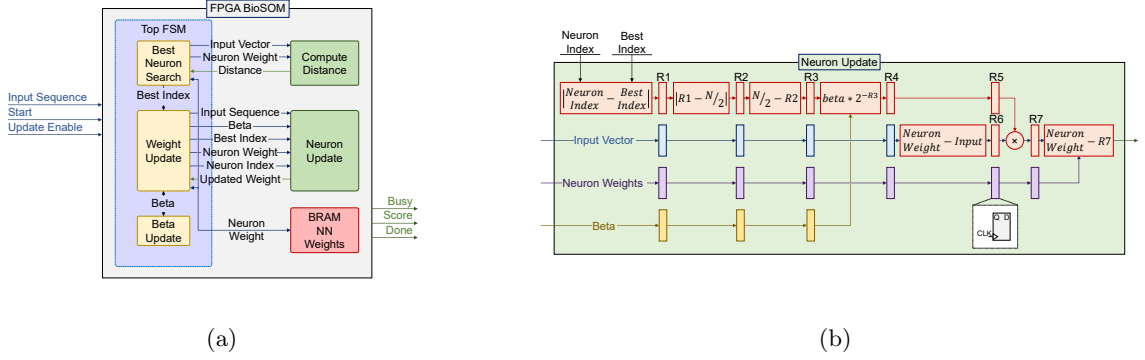 FPGA BioSOM
Top FSM
Best
Neuron
Search
Input Vector
Neuron Weight
Distance
Compute
Distance
Best Index
Input Sequence
Start
Update Enable
Weight
Update
Input Sequence
Beta
Best Index
Neuron Weight
Neuron Index
Updated Weight
Neuron
Update
Beta
Beta
Update
Neuron
Weight
BRAM
NN
Weights
Busy
Score
Done
(a)
Neuron
Index
Best
Index
Neuron Update
R1
R2
R3
R4
R5
|Neuron Index − Best Index|
|R1 − N/2|
N/2 − R2
beta * 2^{-R3}
Input Vector
Neuron Weight − Input
R6
×
R7
Neuron Weight − R7
Neuron Weights
Beta
Q D
CLK
(b)